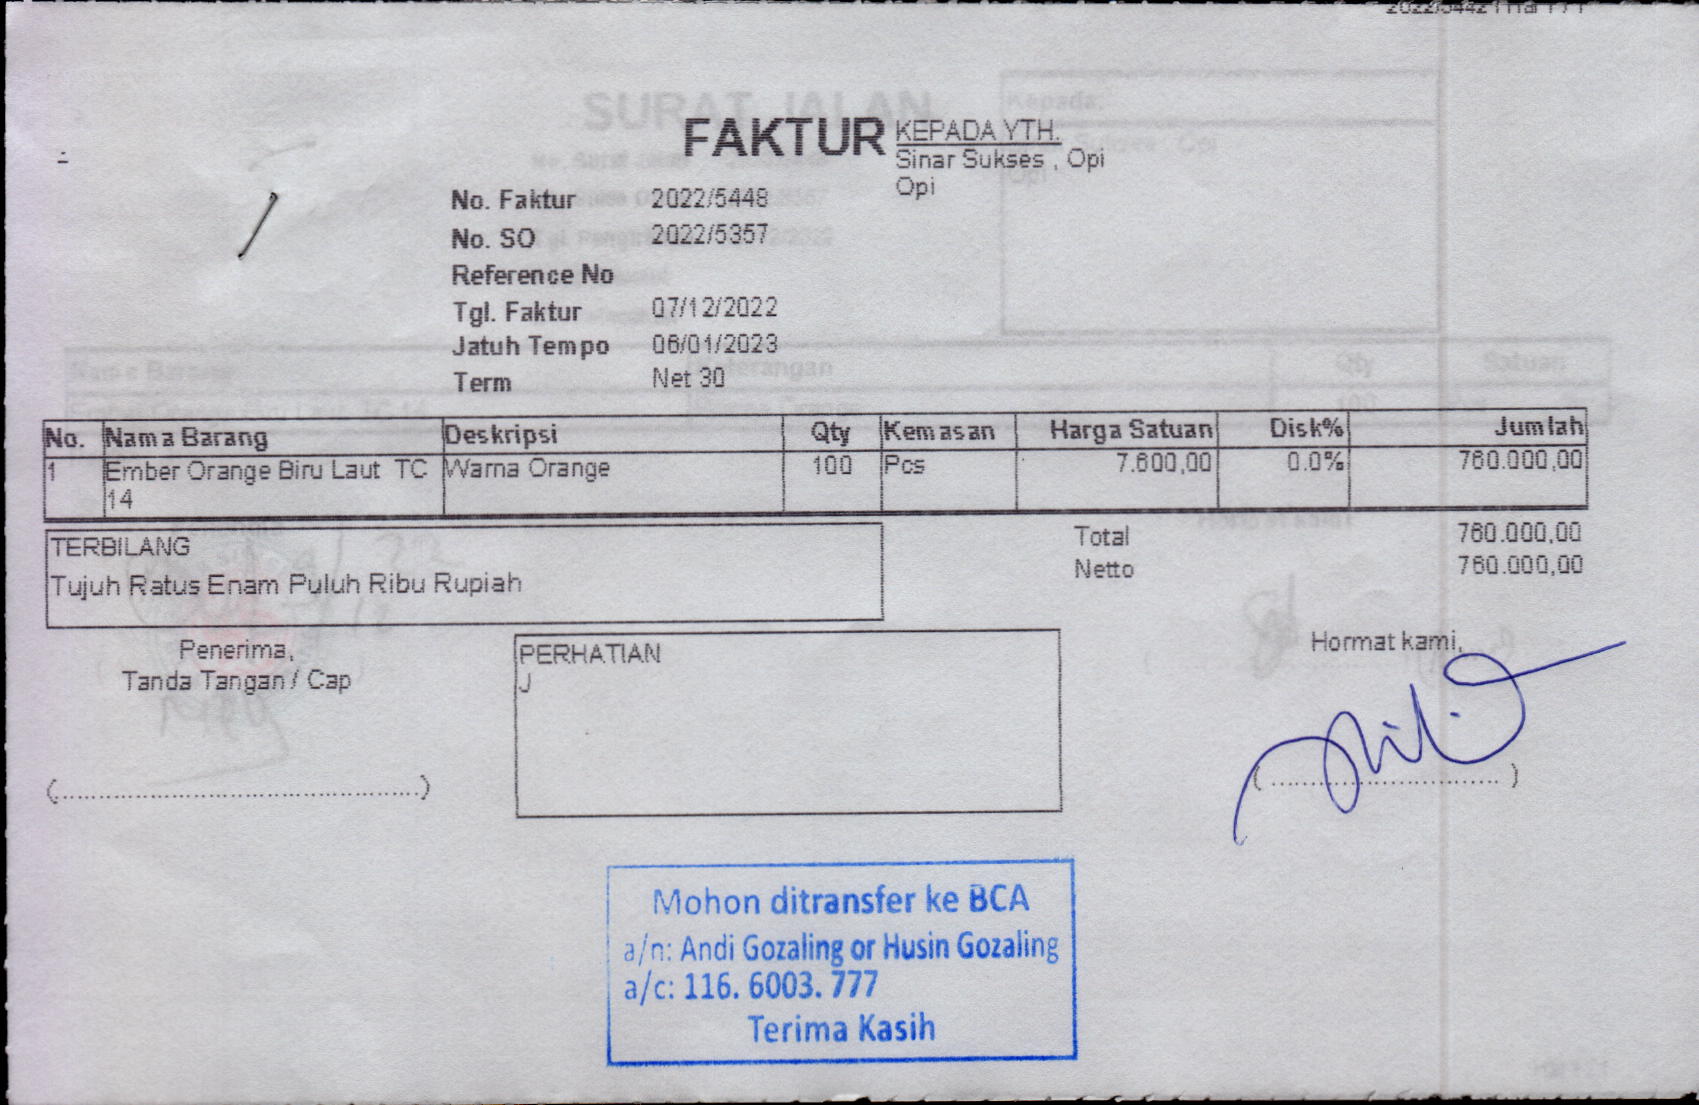 FAKTUR
KEPADA YTH.
Sinar Sukses , Opi
Opi
No. Faktur 2022/5448
No. SO 2022/5357
Reference No
Tgl. Faktur 07/12/2022
Jatuh Tempo 06/01/2023
Term Net 30
No. Nama Barang Deskripsi Qty Kemasan Harga Satuan Disk% Jumlah
1 Ember Orange Biru Laut TC 14 Warna Orange 100 Pcs 7.600,00 0.0% 760.000,00
Total 760.000,00
Netto 760.000,00
TERBILANG
Tujuh Ratus Enam Puluh Ribu Rupiah
Penerima,
Tanda Tangan / Cap
PERHATIAN
J
Hormat kami,
Mohon ditransfer ke BCA
a/n: Andi Gozaling or Husin Gozaling
a/c: 116. 6003. 777
Terima Kasih